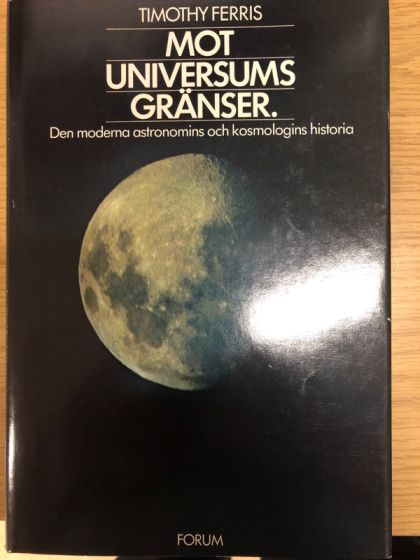 TIMOTHY FERRIS
MOT
UNIVERSUMS
GRÄNSER.
Den moderna astronomins och kosmologins historia
FORUM